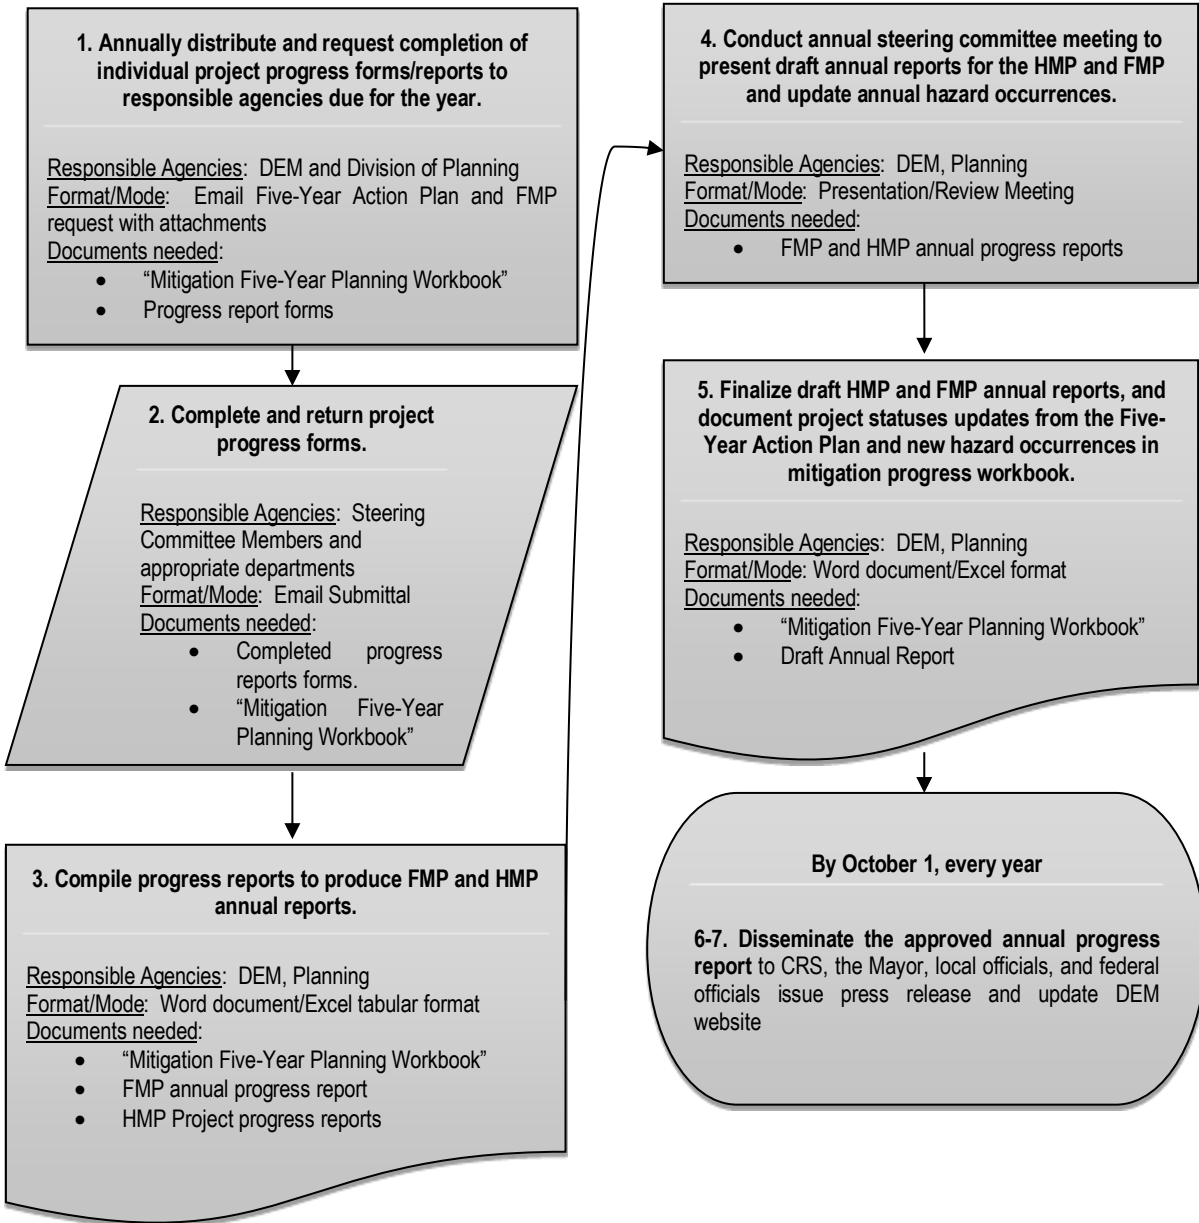 1. Annually distribute and request completion of
individual project progress forms/reports to
responsible agencies due for the year.
Responsible Agencies: DEM and Division of Planning
Format/Mode: Email Five-Year Action Plan and FMP
request with attachments
Documents needed:
• “Mitigation Five-Year Planning Workbook”
• Progress report forms
2. Complete and return project
progress forms.
Responsible Agencies: Steering
Committee Members and
appropriate departments
Format/Mode: Email Submittal
Documents needed:
• Completed progress
reports forms.
• “Mitigation Five-Year
Planning Workbook”
3. Compile progress reports to produce FMP and HMP
annual reports.
Responsible Agencies: DEM, Planning
Format/Mode: Word document/Excel tabular format
Documents needed:
• “Mitigation Five-Year Planning Workbook”
• FMP annual progress report
• HMP Project progress reports
4. Conduct annual steering committee meeting to
present draft annual reports for the HMP and FMP
and update annual hazard occurrences.
Responsible Agencies: DEM, Planning
Format/Mode: Presentation/Review Meeting
Documents needed:
• FMP and HMP annual progress reports
5. Finalize draft HMP and FMP annual reports, and
document project statuses updates from the Five-
Year Action Plan and new hazard occurrences in
mitigation progress workbook.
Responsible Agencies: DEM, Planning
Format/Mode: Word document/Excel format
Documents needed:
• “Mitigation Five-Year Planning Workbook”
• Draft Annual Report
By October 1, every year
6-7. Disseminate the approved annual progress
report to CRS, the Mayor, local officials, and federal
officials issue press release and update DEM
website